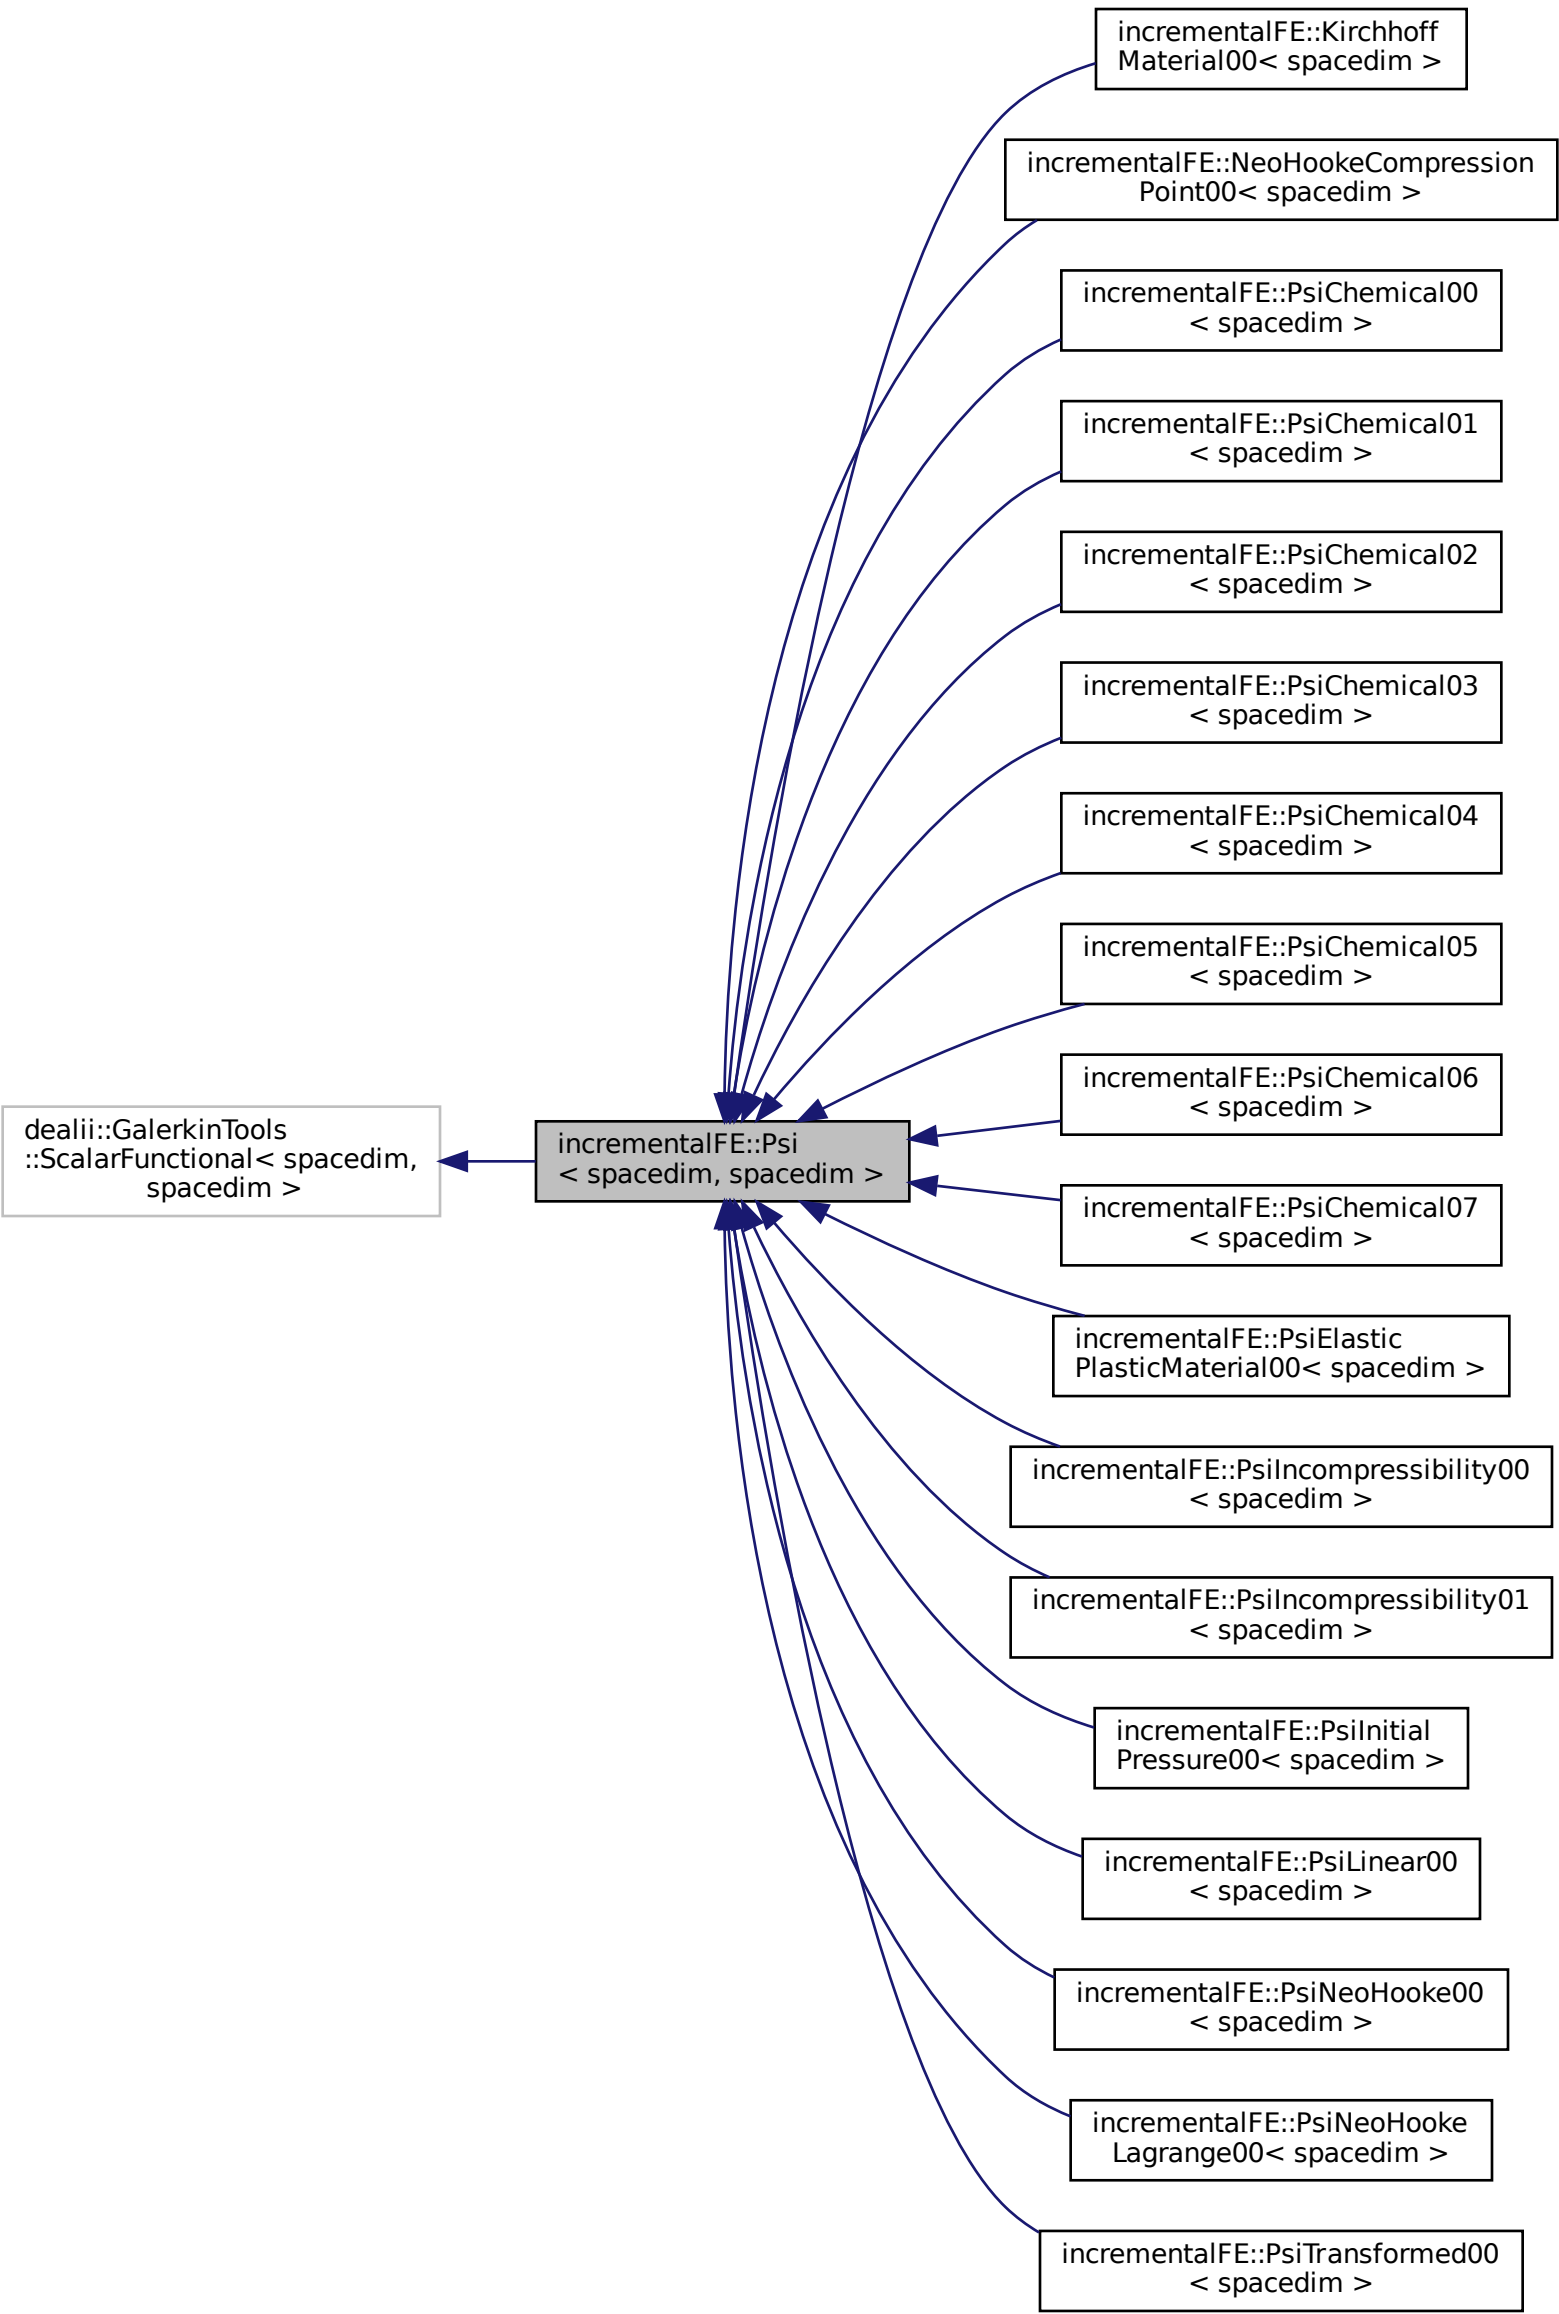 incrementalFE::Kirchhoff
Material00< spacedim >
incrementalFE::NeoHookeCompression
Point00< spacedim >
incrementalFE::PsiChemical00
< spacedim >
incrementalFE::PsiChemical01
< spacedim >
incrementalFE::PsiChemical02
< spacedim >
incrementalFE::PsiChemical03
< spacedim >
incrementalFE::PsiChemical04
< spacedim >
incrementalFE::PsiChemical05
< spacedim >
incrementalFE::PsiChemical06
< spacedim >
dealii::GalerkinTools
::ScalarFunctional< spacedim,
spacedim >
incrementalFE::Psi
< spacedim, spacedim >
incrementalFE::PsiChemical07
< spacedim >
incrementalFE::PsiElastic
PlasticMaterial00< spacedim >
incrementalFE::PsiIncompressibility00
< spacedim >
incrementalFE::PsiIncompressibility01
< spacedim >
incrementalFE::PsiInitial
Pressure00< spacedim >
incrementalFE::PsiLinear00
< spacedim >
incrementalFE::PsiNeoHooke00
< spacedim >
incrementalFE::PsiNeoHooke
Lagrange00< spacedim >
incrementalFE::PsiTransformed00
< spacedim >